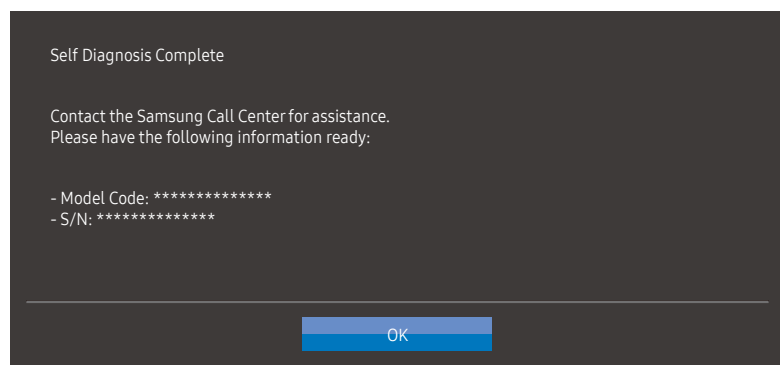 Self Diagnosis Complete
Contact the Samsung Call Center for assistance.
Please have the following information ready:
- Model Code: **************
- S/N: **************
OK